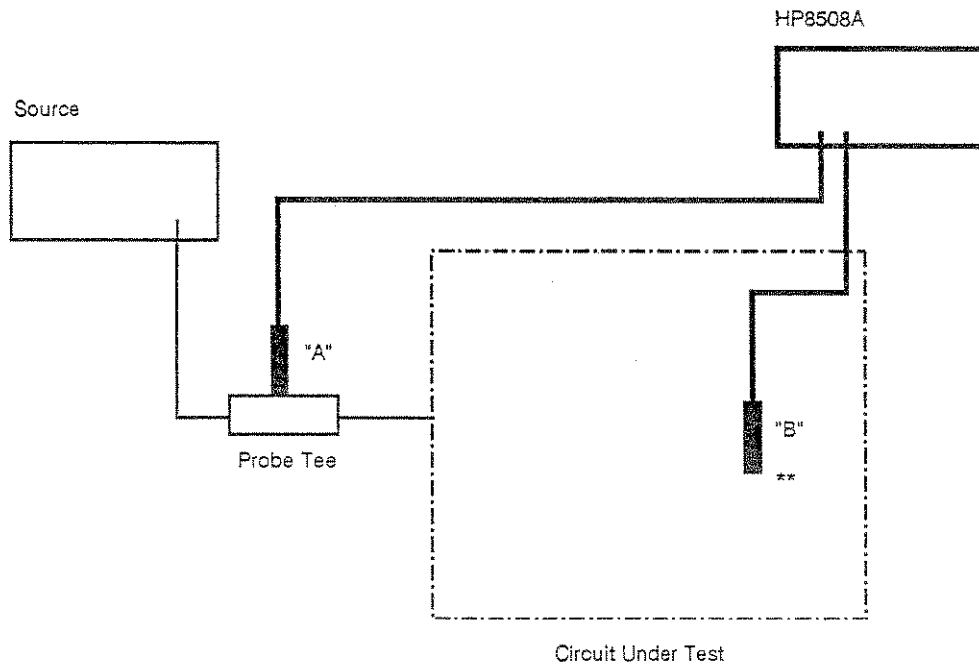 HP8508A
Source
"A"
Probe Tee
"B"
**
Circuit Under Test